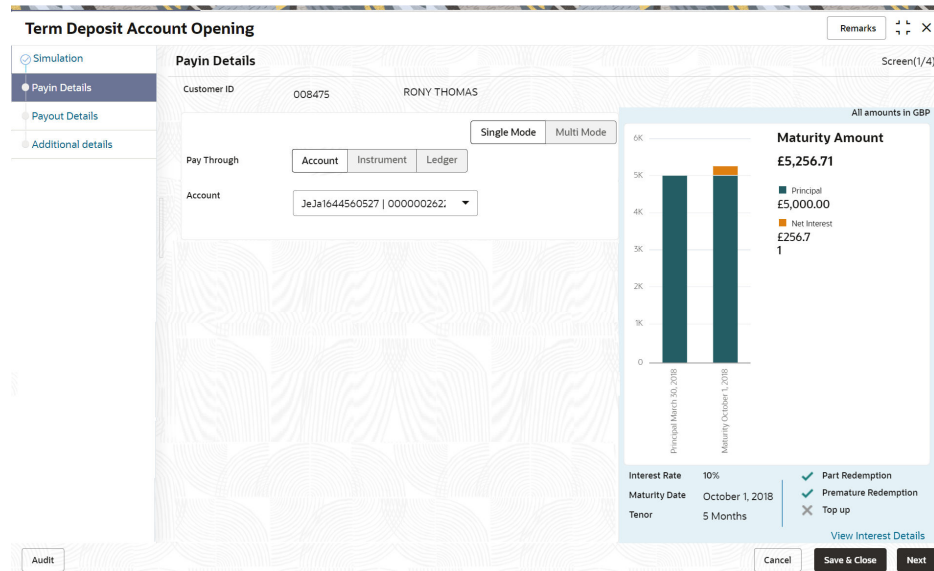 Term Deposit Account Opening
Remarks
Simulation
Payin Details
Payout Details
Additional details
Payin Details
Screen(1/4)
Customer ID
008475
RONY THOMAS
Single Mode
Multi Mode
Pay Through
Account
Instrument
Ledger
Account
JeJa1644560527 | 0000002622
All amounts in GBP
6K
5K
4K
3K
2K
1K
0
Principal March 30, 2018
Maturity October 1, 2018
Maturity Amount
£5,256.71
Principal
£5,000.00
Net Interest
£256.7
1
Interest Rate 10%
Maturity Date October 1, 2018
Tenor 5 Months
Part Redemption
Premature Redemption
Top up
View Interest Details
Audit
Cancel
Save & Close
Next